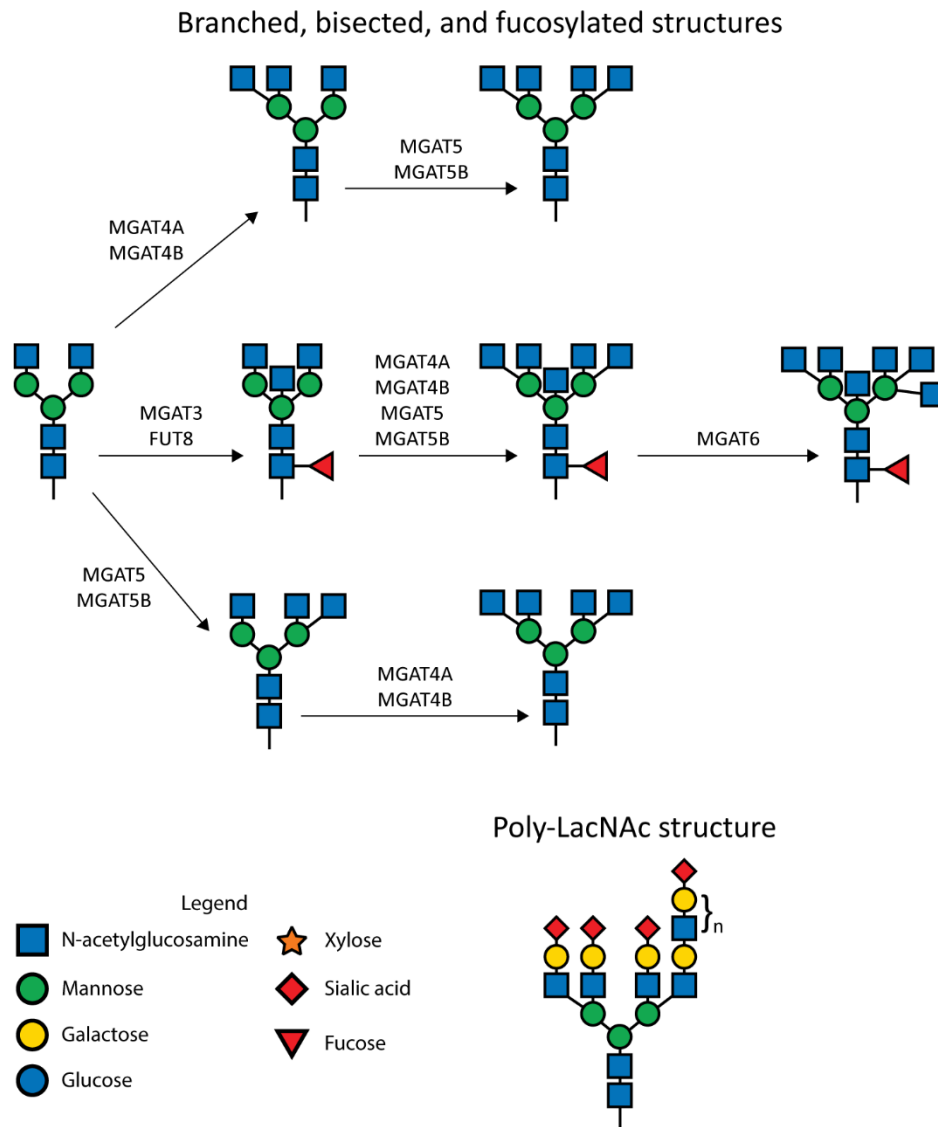 Branched, bisected, and fucosylated structures
MGAT5
MGAT5B
MGAT4A
MGAT4B
MGAT3
FUT8
MGAT4A
MGAT4B
MGAT5
MGAT5B
MGAT6
MGAT5
MGAT5B
MGAT4A
MGAT4B
Poly-LacNAc structure
n
Legend
N-acetylglucosamine
Xylose
Mannose
Sialic acid
Galactose
Fucose
Glucose